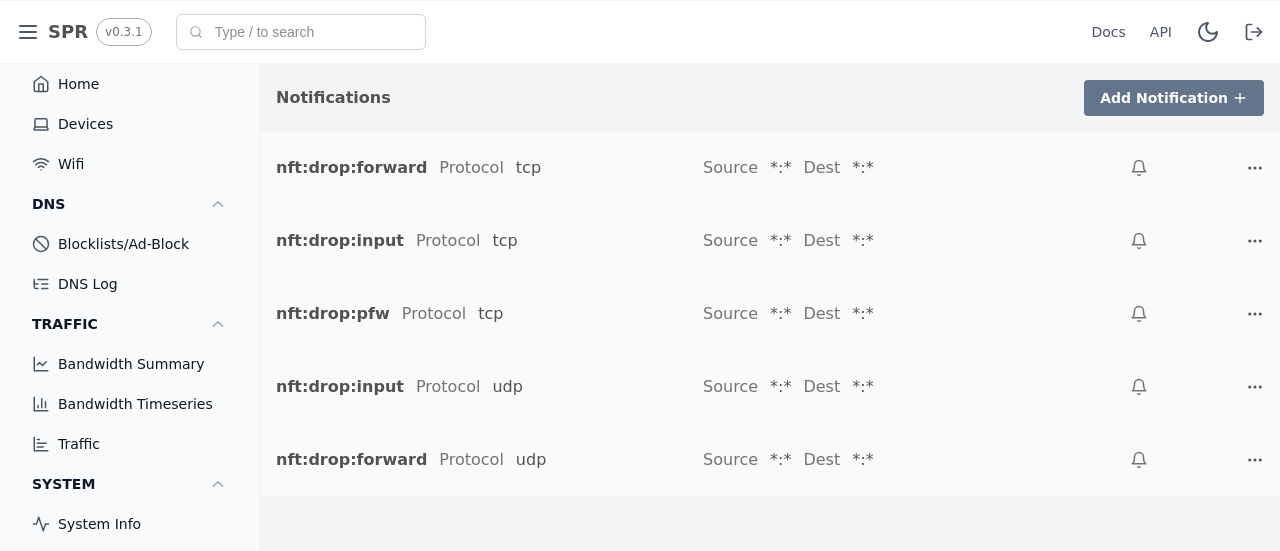 SPR v0.3.1 Type / to search Docs API
Home
Devices
Wifi
DNS
Blocklists/Ad-Block
DNS Log
TRAFFIC
Bandwidth Summary
Bandwidth Timeseries
Traffic
SYSTEM
System Info
Notifications Add Notification
nft:drop:forward Protocol tcp Source *:* Dest *:*
nft:drop:input Protocol tcp Source *:* Dest *:*
nft:drop:pfw Protocol tcp Source *:* Dest *:*
nft:drop:input Protocol udp Source *:* Dest *:*
nft:drop:forward Protocol udp Source *:* Dest *:*